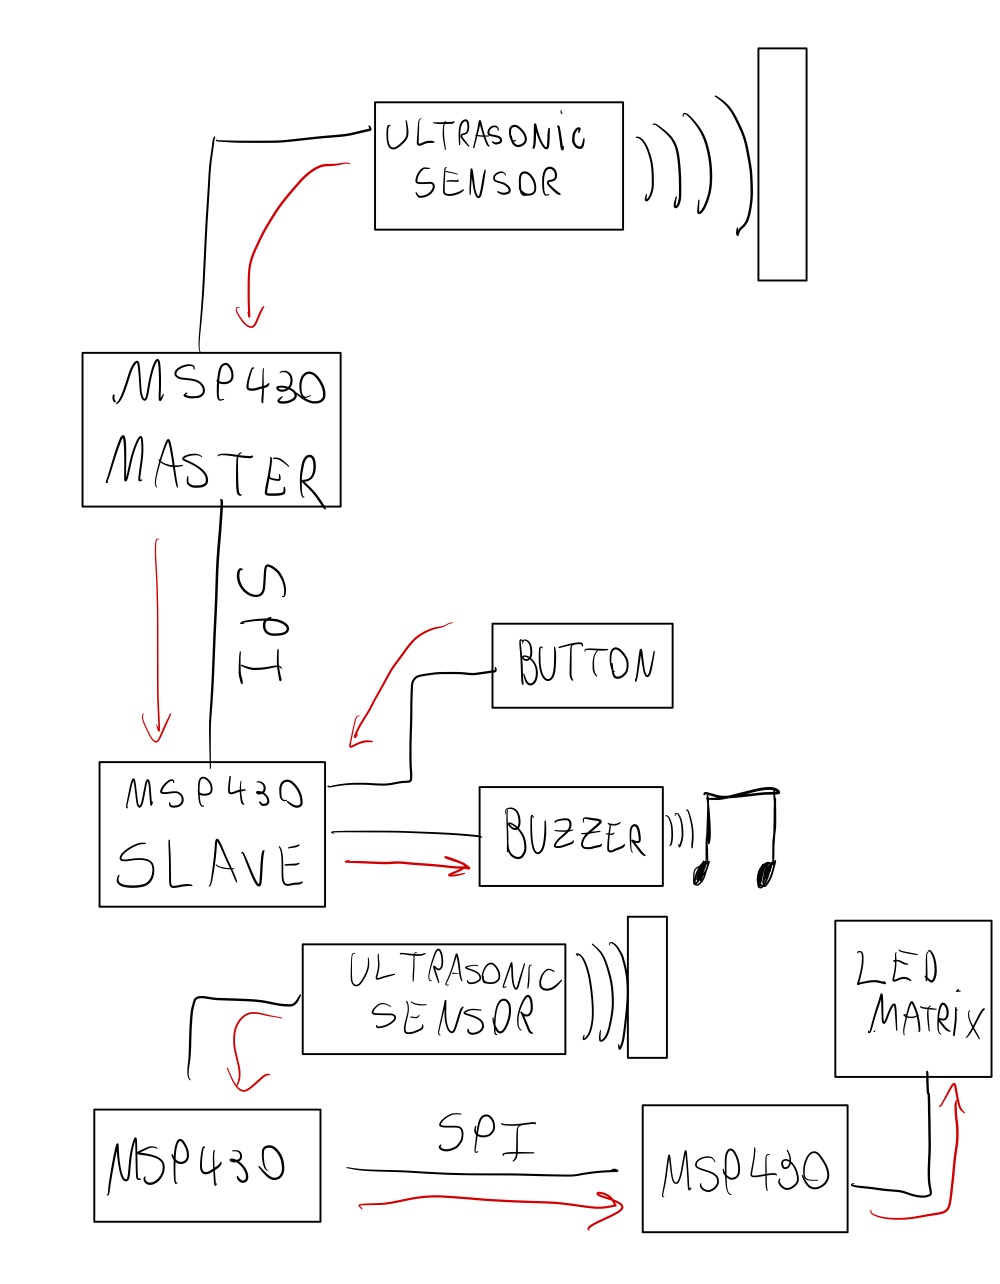 ULTRASONIC
SENSOR
MSP430
MASTER
SPI
BUTTON
MSP430
SLAVE
BUZZER
ULTRASONIC
SENSOR
LED
MATRIX
MSP430
SPI
MSP430